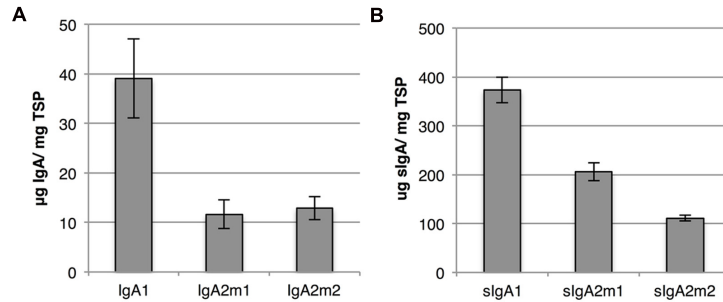 A
µg IgA/ mg TSP
50
40
30
20
10
0
IgA1 IgA2m1 IgA2m2
B
ug sIgA/ mg TSP
500
400
300
200
100
0
sIgA1 sIgA2m1 sIgA2m2